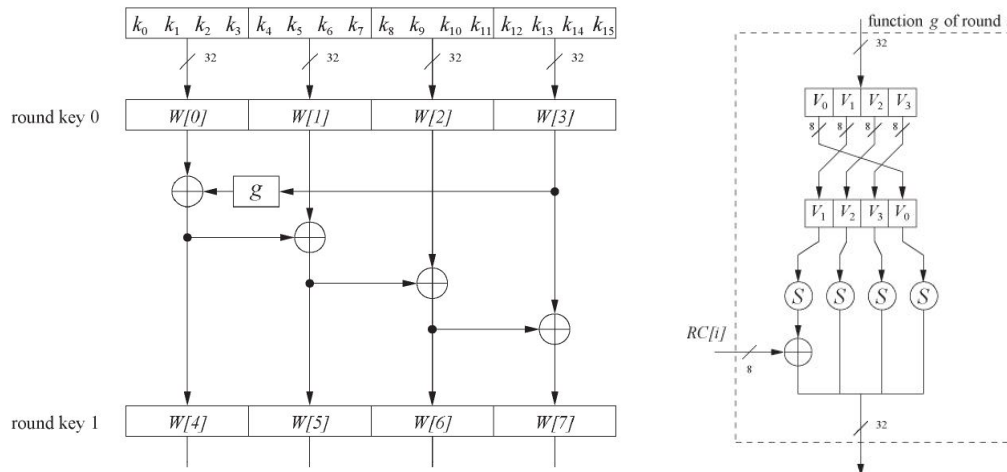 k₀ k₁ k₂ k₃ k₄ k₅ k₆ k₇ k₈ k₉ k₁₀ k₁₁ k₁₂ k₁₃ k₁₄ k₁₅
32 32 32 32
round key 0 W[0] W[1] W[2] W[3]
g
round key 1 W[4] W[5] W[6] W[7]
function g of round
32
V₀ V₁ V₂ V₃
8 8 8 8
V₁ V₂ V₃ V₀
S S S S
RC[i]
8
32